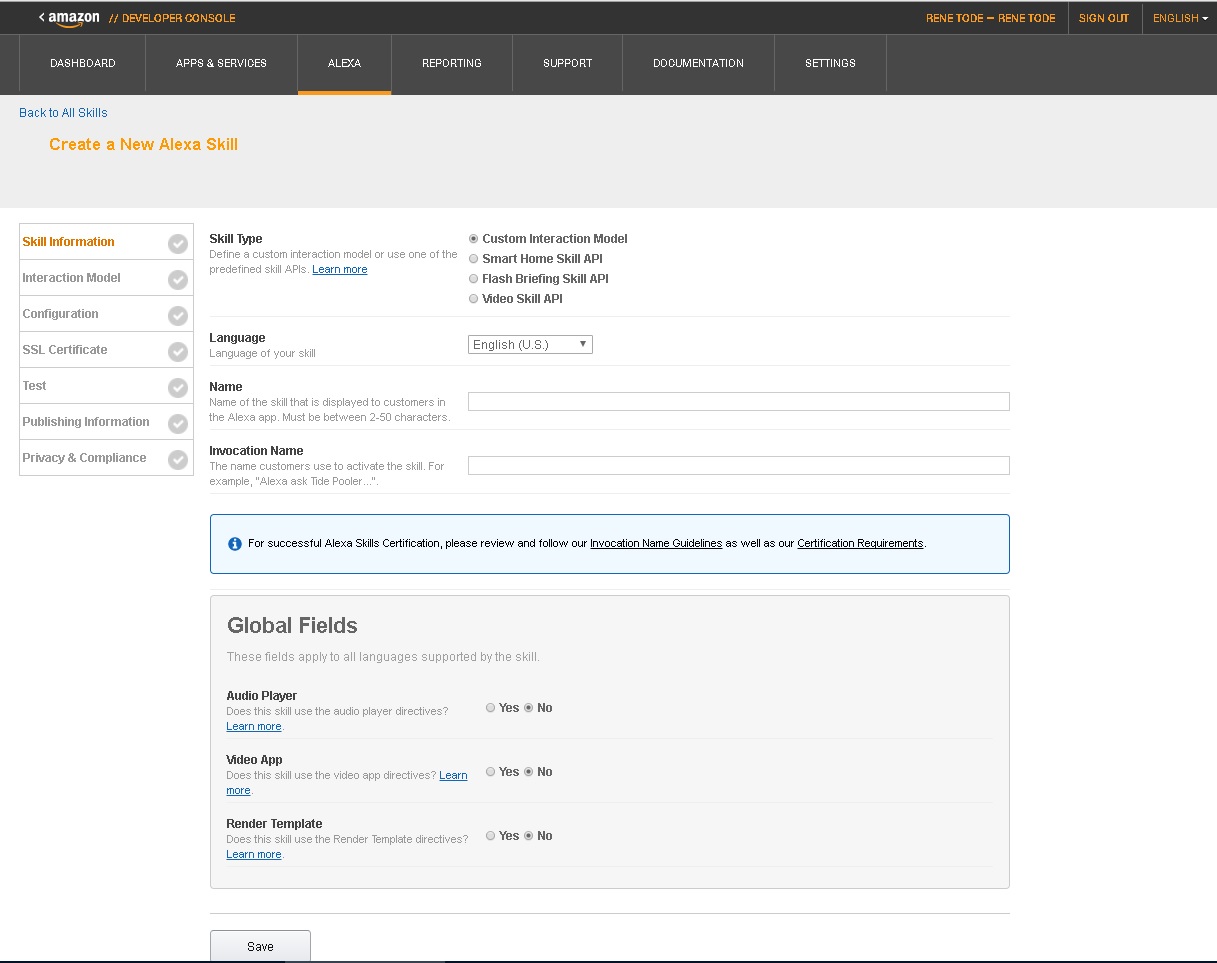 amazon // DEVELOPER CONSOLE
RENE TODE – RENE TODE SIGN OUT ENGLISH
DASHBOARD APPS & SERVICES ALEXA REPORTING SUPPORT DOCUMENTATION SETTINGS
Back to All Skills
Create a New Alexa Skill
Skill Information
Interaction Model
Configuration
SSL Certificate
Test
Publishing Information
Privacy & Compliance
Skill Type
Define a custom interaction model or use one of the
predefined skill APIs. Learn more
Custom Interaction Model
Smart Home Skill API
Flash Briefing Skill API
Video Skill API
Language
Language of your skill
English (U.S.)
Name
Name of the skill that is displayed to customers in
the Alexa app. Must be between 2-50 characters.
Invocation Name
The name customers use to activate the skill. For
example, "Alexa ask Tide Pooler...".
For successful Alexa Skills Certification, please review and follow our Invocation Name Guidelines as well as our Certification Requirements.
Global Fields
These fields apply to all languages supported by the skill.
Audio Player
Does this skill use the audio player directives?
Learn more.
Yes No
Video App
Does this skill use the video app directives? Learn
more.
Yes No
Render Template
Does this skill use the Render Template directives?
Learn more.
Yes No
Save